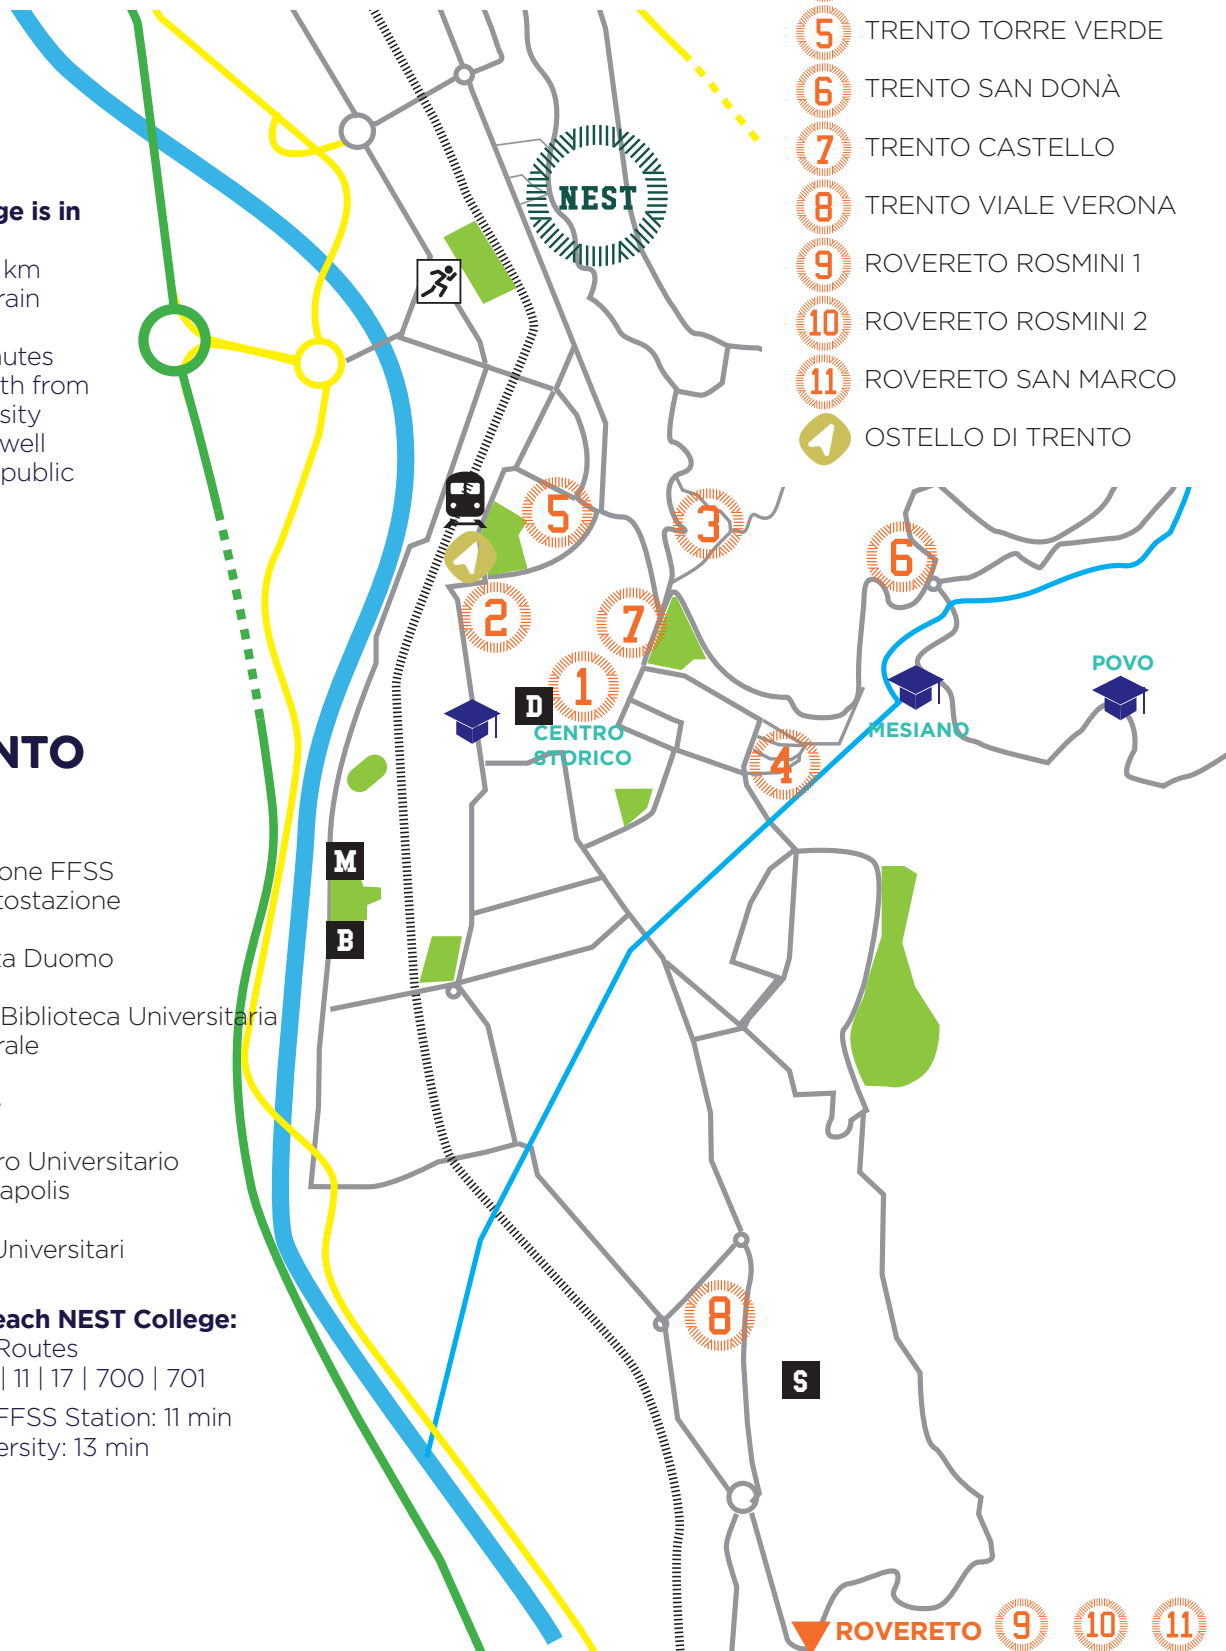 5 TRENTO TORRE VERDE
6 TRENTO SAN DONÀ
7 TRENTO CASTELLO
8 TRENTO VIALE VERONA
9 ROVERETO ROSMINI 1
10 ROVERETO ROSMINI 2
11 ROVERETO SAN MARCO
OSTELLO DI TRENTO
NEST
ge is in
km
rain
nutes
th from
sity
well
public
5
3
6
2
7
1
D
CENTRO
STORICO
4
MESIANO
POVO
NTO
M
B
one FFSS
tostazione
za Duomo
Biblioteca Universitaria
rale
ro Universitario
apolis
Universitari
each NEST College:
Routes
| 11 | 17 | 700 | 701
FFSS Station: 11 min
ersity: 13 min
8
S
ROVERETO 9 10 11